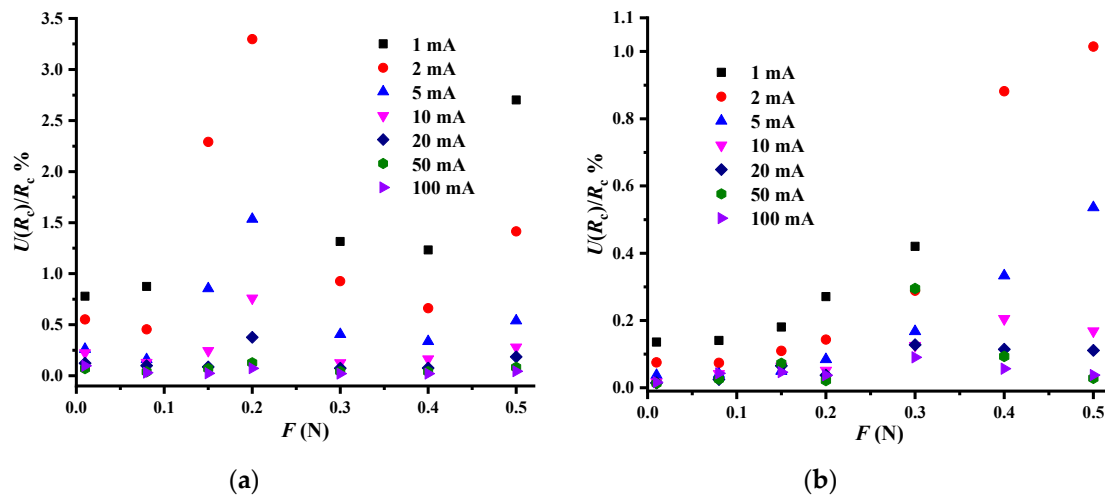 3.5
3.0
2.5
2.0
1.5
1.0
0.5
0.0
U(Rc)/Rc %
1 mA
2 mA
5 mA
10 mA
20 mA
50 mA
100 mA
0.0 0.1 0.2 0.3 0.4 0.5
F (N)
(a)
1.1
1.0
0.8
0.6
0.4
0.2
0.0
U(Rc)/Rc %
1 mA
2 mA
5 mA
10 mA
20 mA
50 mA
100 mA
0.0 0.1 0.2 0.3 0.4 0.5
F (N)
(b)